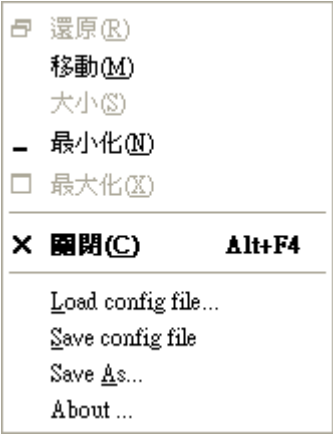 還原(R)
移動(M)
大小(S)
最小化(N)
最大化(X)
關閉(C) Alt+F4
Load config file...
Save config file
Save As...
About ...